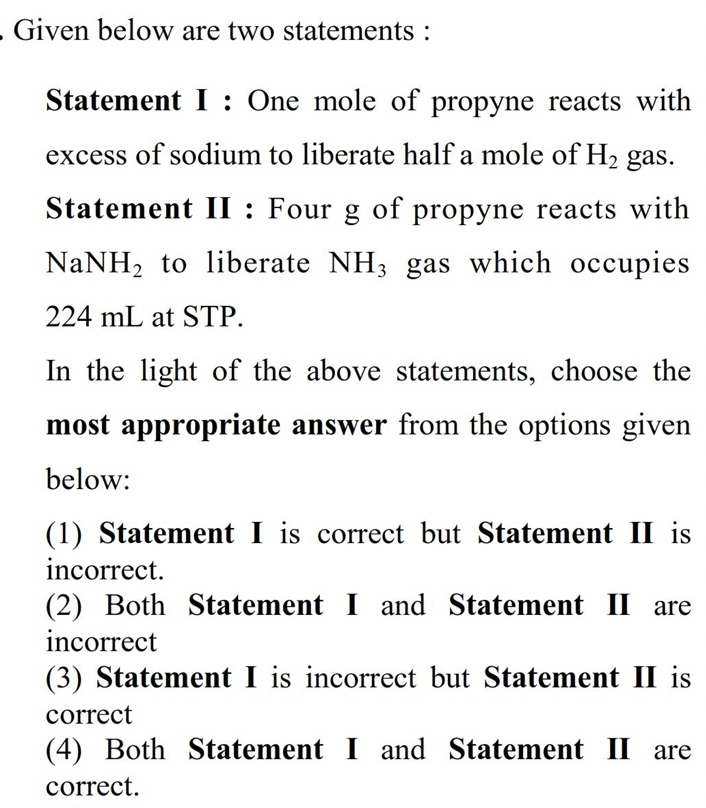 . Given below are two statements :
Statement I : One mole of propyne reacts with
excess of sodium to liberate half a mole of H₂ gas.
Statement II : Four g of propyne reacts with
NaNH₂ to liberate NH₃ gas which occupies
224 mL at STP.
In the light of the above statements, choose the
most appropriate answer from the options given
below:
(1) Statement I is correct but Statement II is
incorrect.
(2) Both Statement I and Statement II are
incorrect
(3) Statement I is incorrect but Statement II is
correct
(4) Both Statement I and Statement II are
correct.